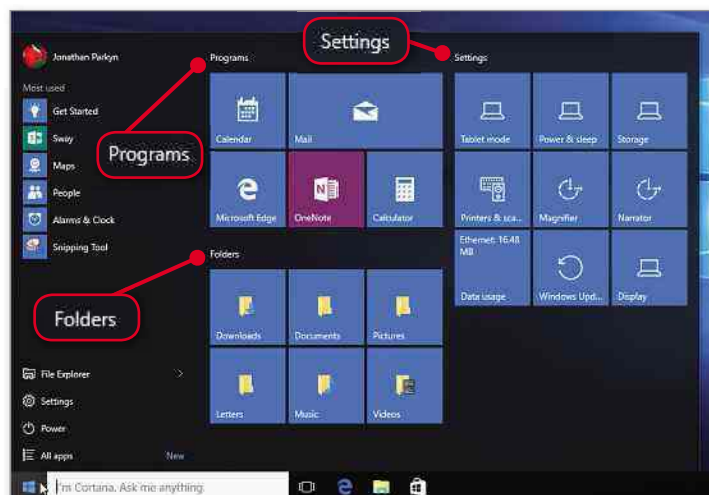 Settings
Jonathan Parkyn
Programs
Settings
Most used
Get Started
Sway
Maps
People
Alarms & Clock
Snipping Tool
Programs
Calendar
Mail
Microsoft Edge
OneNote
Calculator
Tablet mode
Power & sleep
Storage
Printers & sca...
Magnifier
Narrator
Ethernet: 16.48
MB
Data usage
Windows Upd...
Display
Folders
Folders
Downloads
Documents
Pictures
Letters
Music
Videos
File Explorer
Settings
Power
All apps
New
I'm Cortana. Ask me anything.